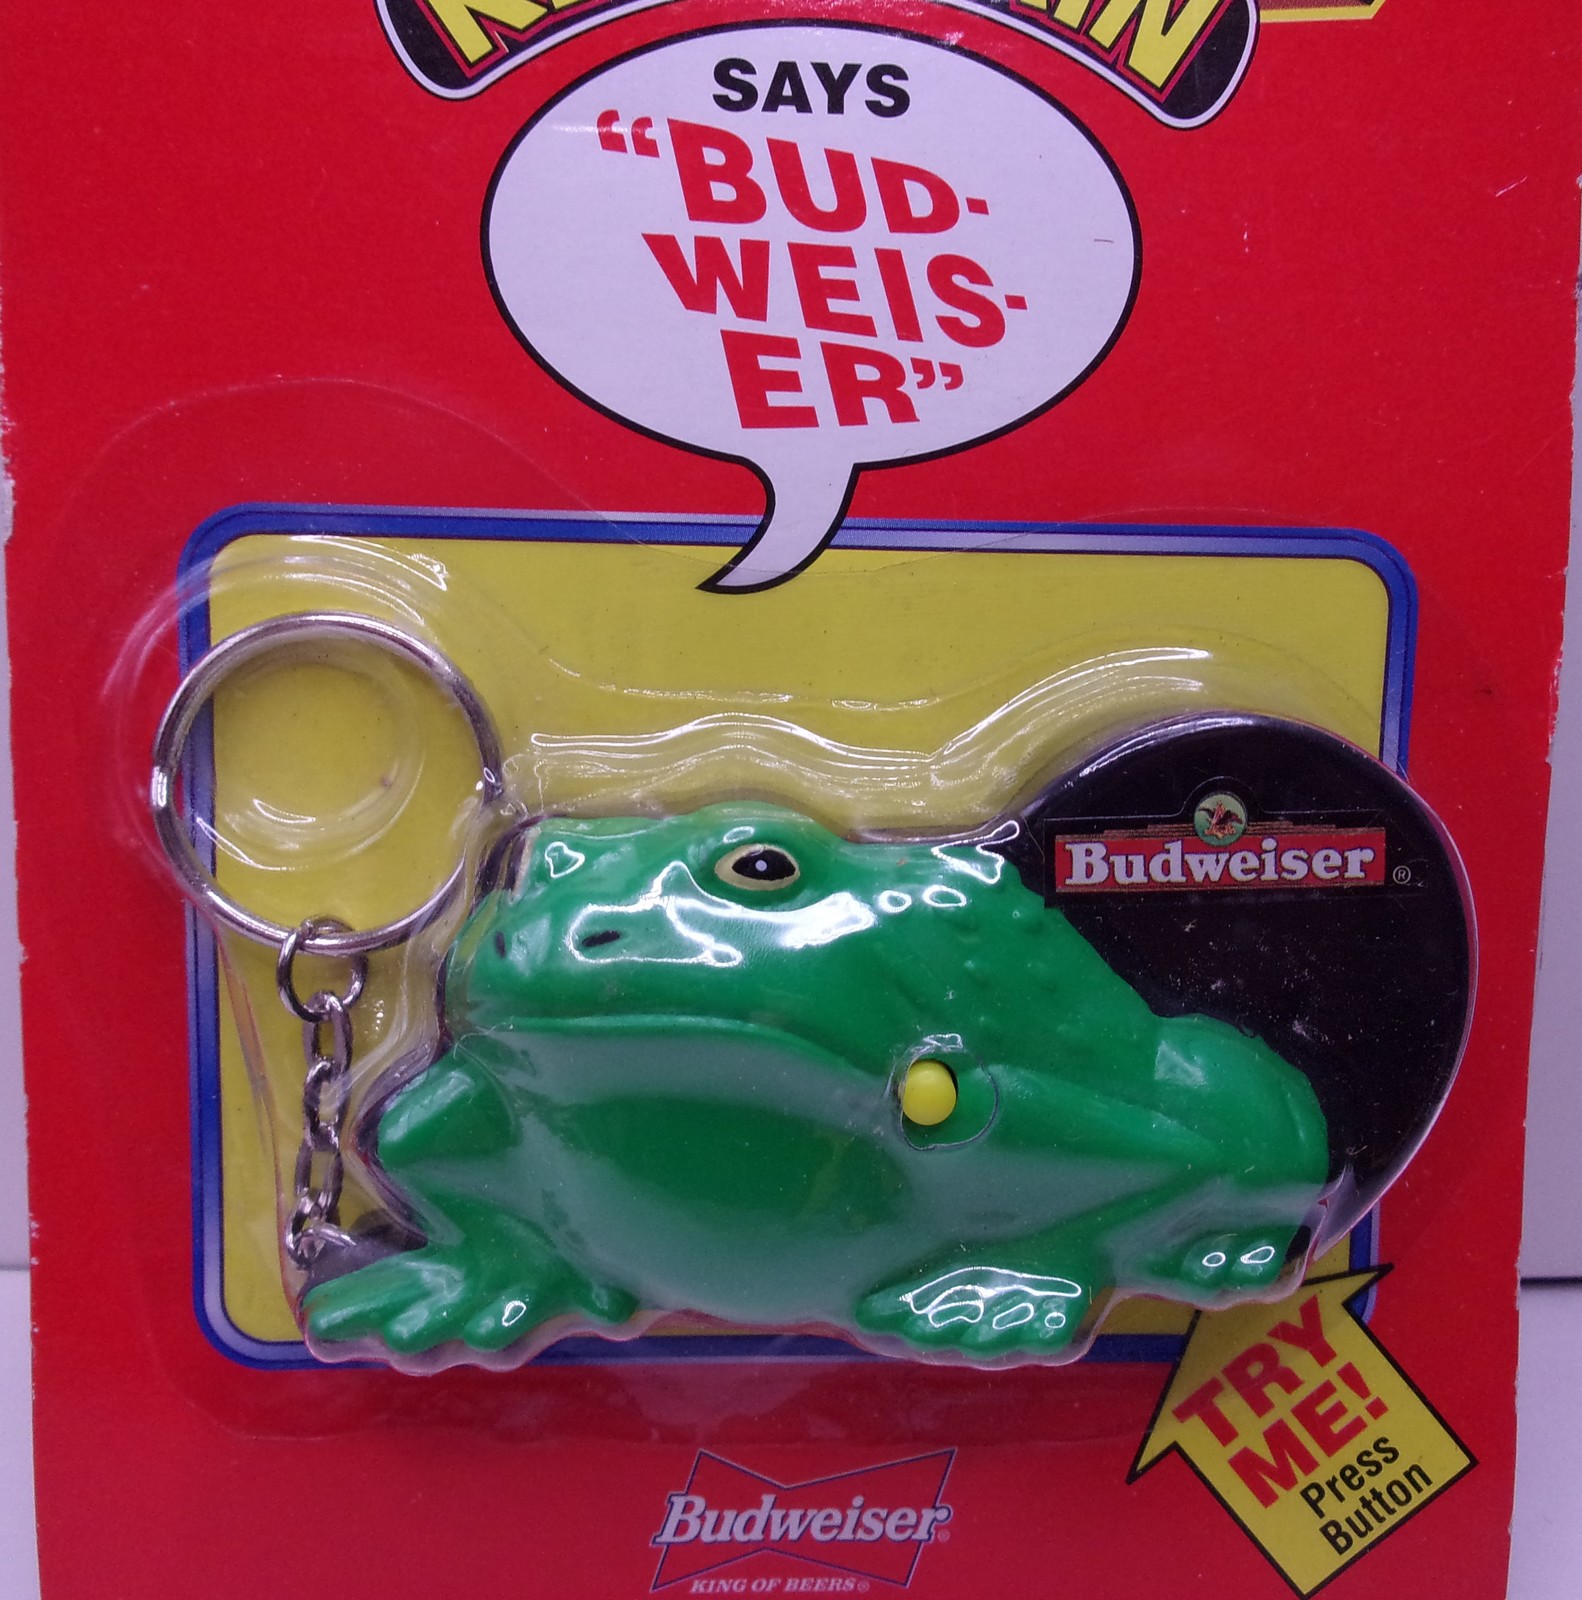 SAYS
"BUD-
WEIS-
ER"
Budweiser®
TRY
ME!
Press
Button
Budweiser®
KING OF BEERS®